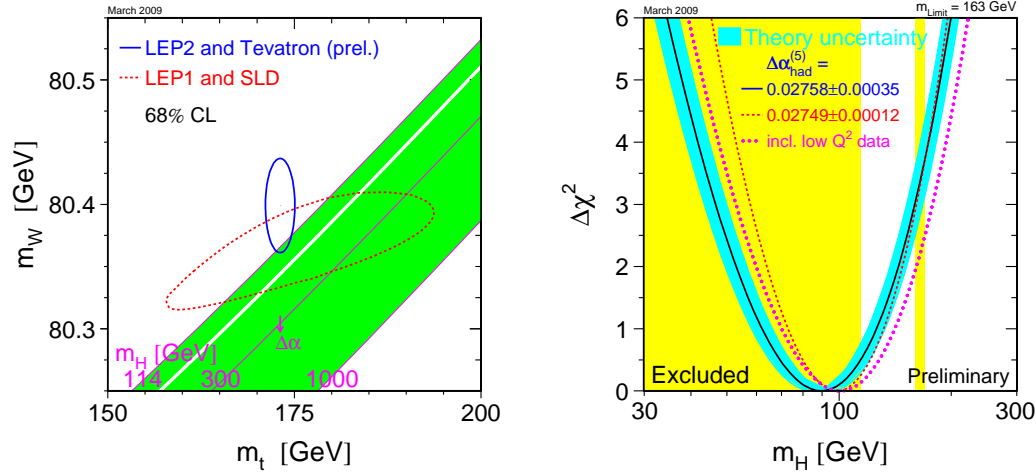 March 2009
LEP2 and Tevatron (prel.)
LEP1 and SLD
68% CL
80.5
80.4
80.3
m_W [GeV]
Δα
m_H [GeV]
114 300 1000
150 175 200
m_t [GeV]
March 2009
m_Limit = 163 GeV
Theory uncertainty
Δα_had^(5) =
0.02758±0.00035
0.02749±0.00012
incl. low Q² data
6
5
4
3
2
1
0
Δχ²
Excluded
Preliminary
30 100 300
m_H [GeV]